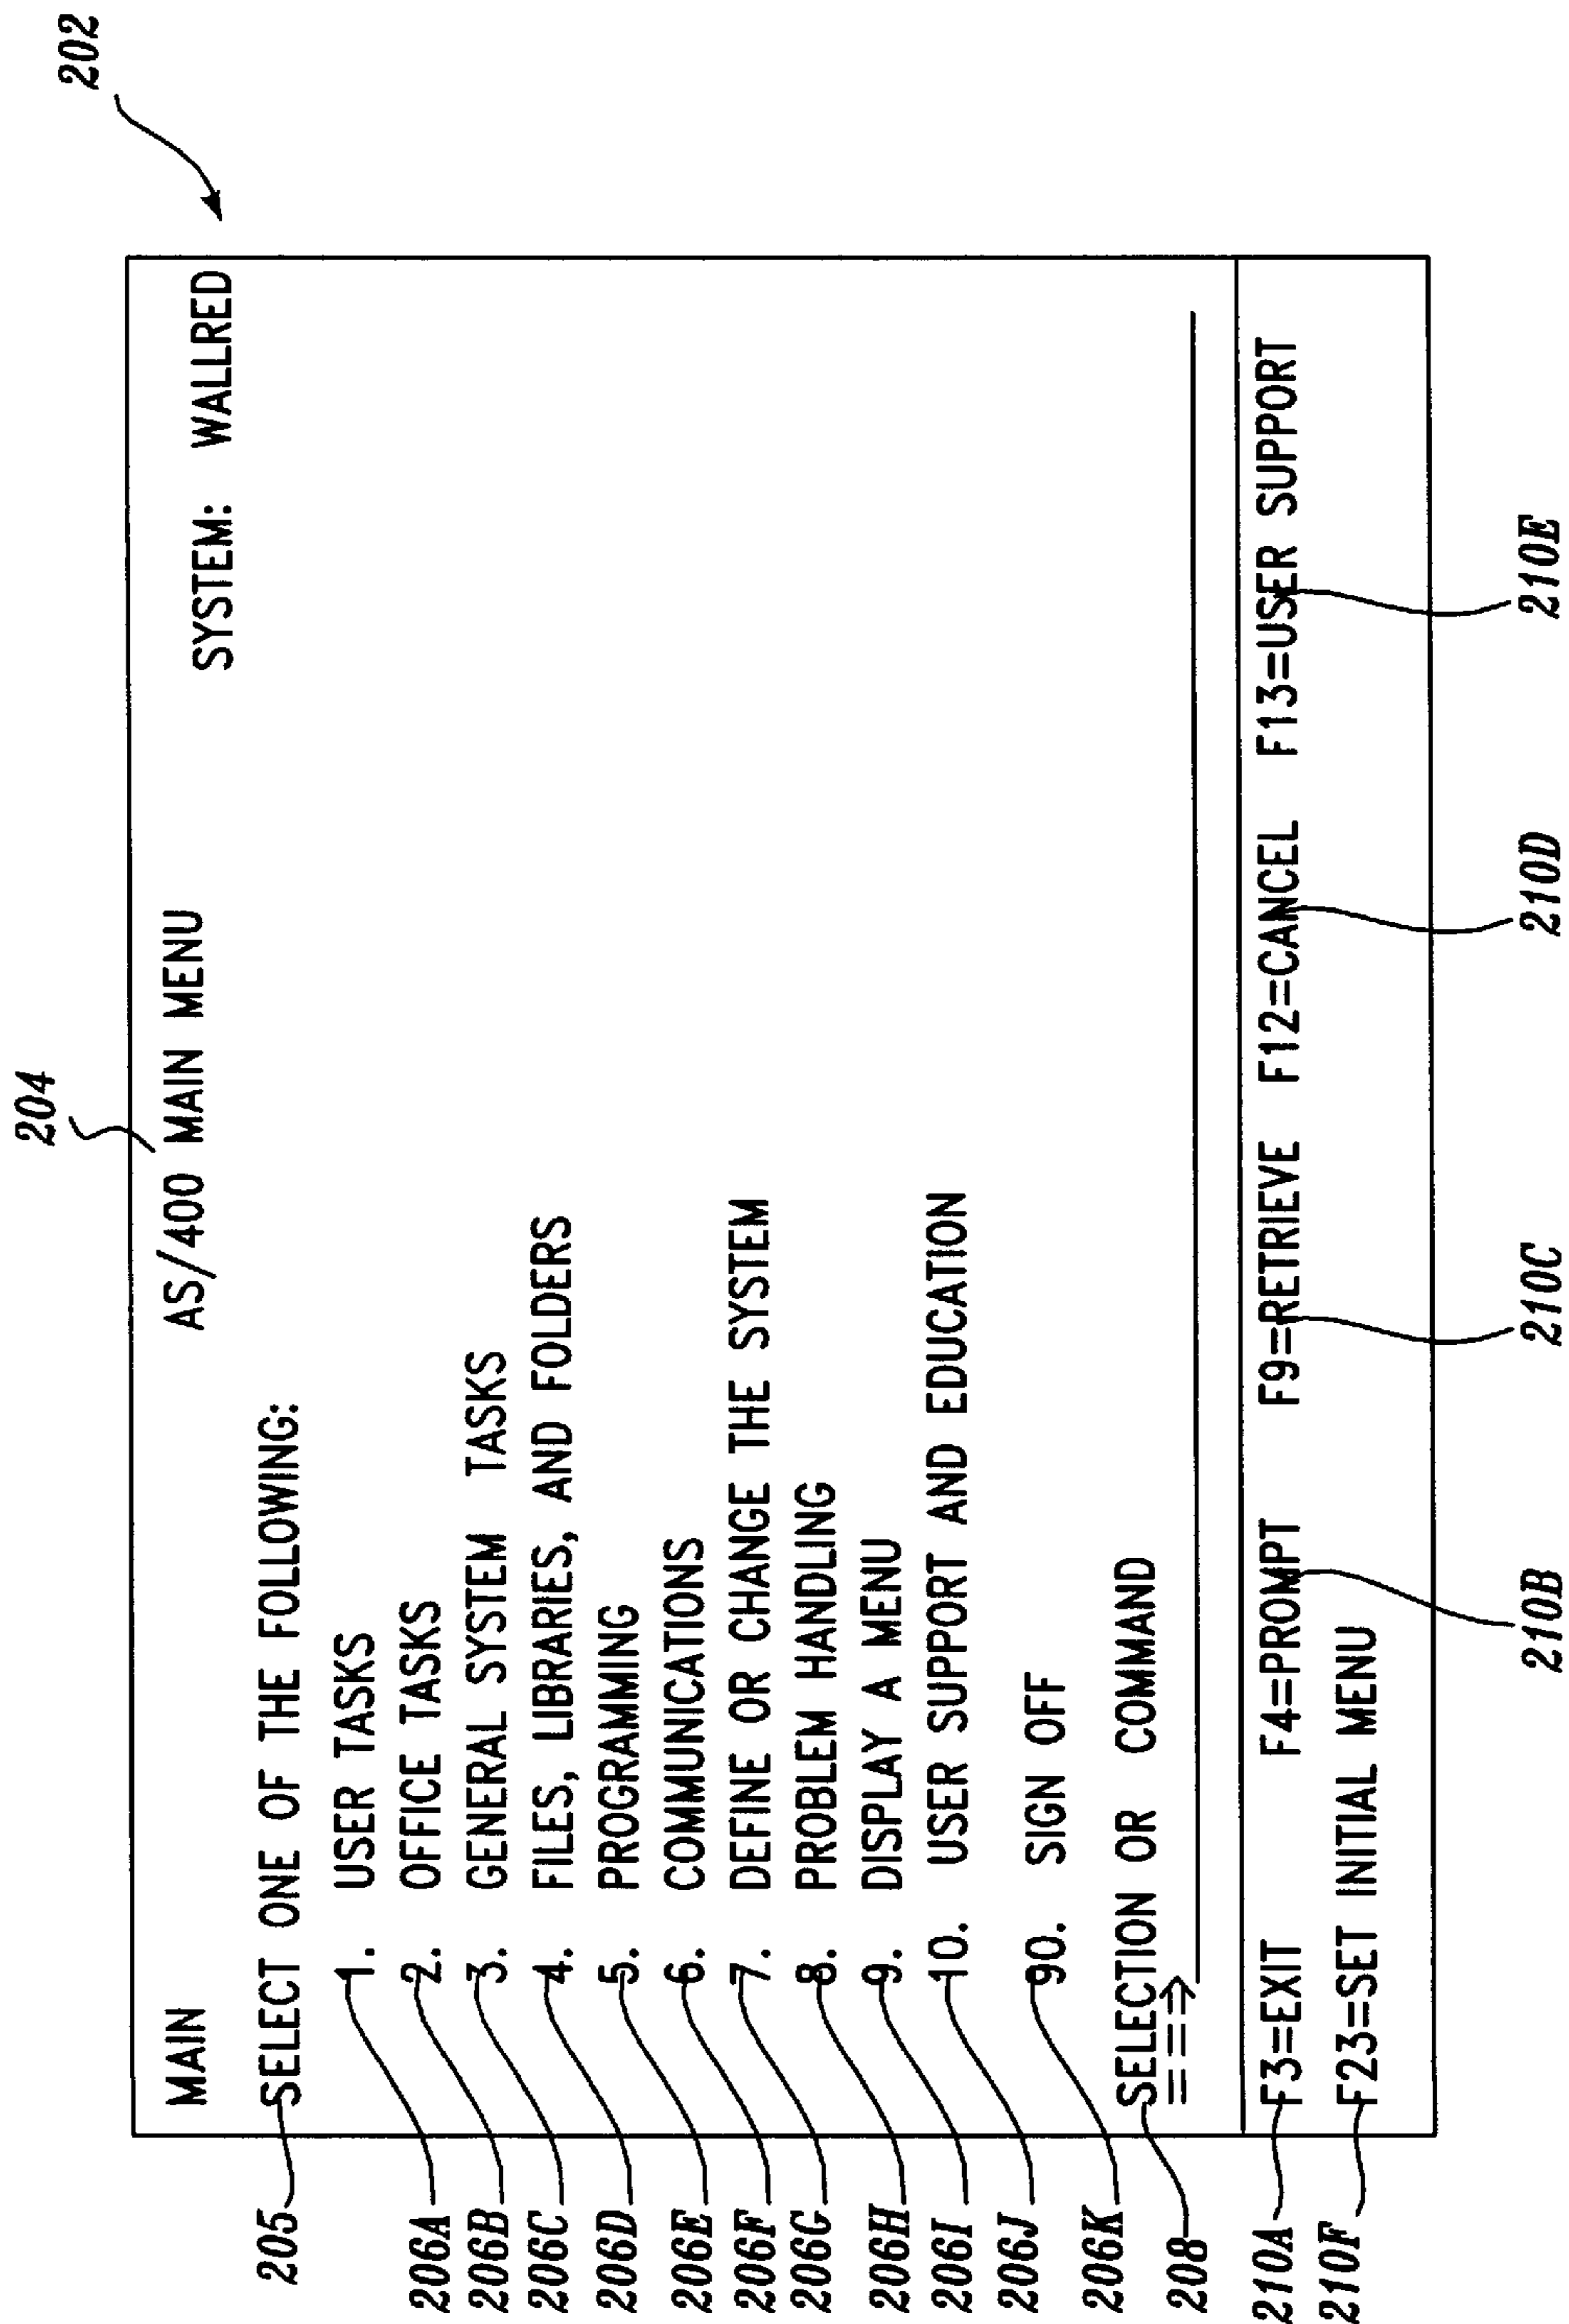 202
204
AS/400 MAIN MENU
MAIN
SYSTEM: WALLRED
205
SELECT ONE OF THE FOLLOWING:
206A 1. USER TASKS
206B 2. OFFICE TASKS
206C 3. GENERAL SYSTEM TASKS
206D 4. FILES, LIBRARIES, AND FOLDERS
206E 5. PROGRAMMING
206F 6. COMMUNICATIONS
206G 7. DEFINE OR CHANGE THE SYSTEM
206H 8. PROBLEM HANDLING
206I 9. DISPLAY A MENU
206J 10. USER SUPPORT AND EDUCATION
206K 90. SIGN OFF
208 SELECTION OR COMMAND
===>
210A F3=EXIT F4=PROMPT F9=RETRIEVE F12=CANCEL F13=USER SUPPORT
210F F23=SET INITIAL MENU
210B 210C 210D 210E